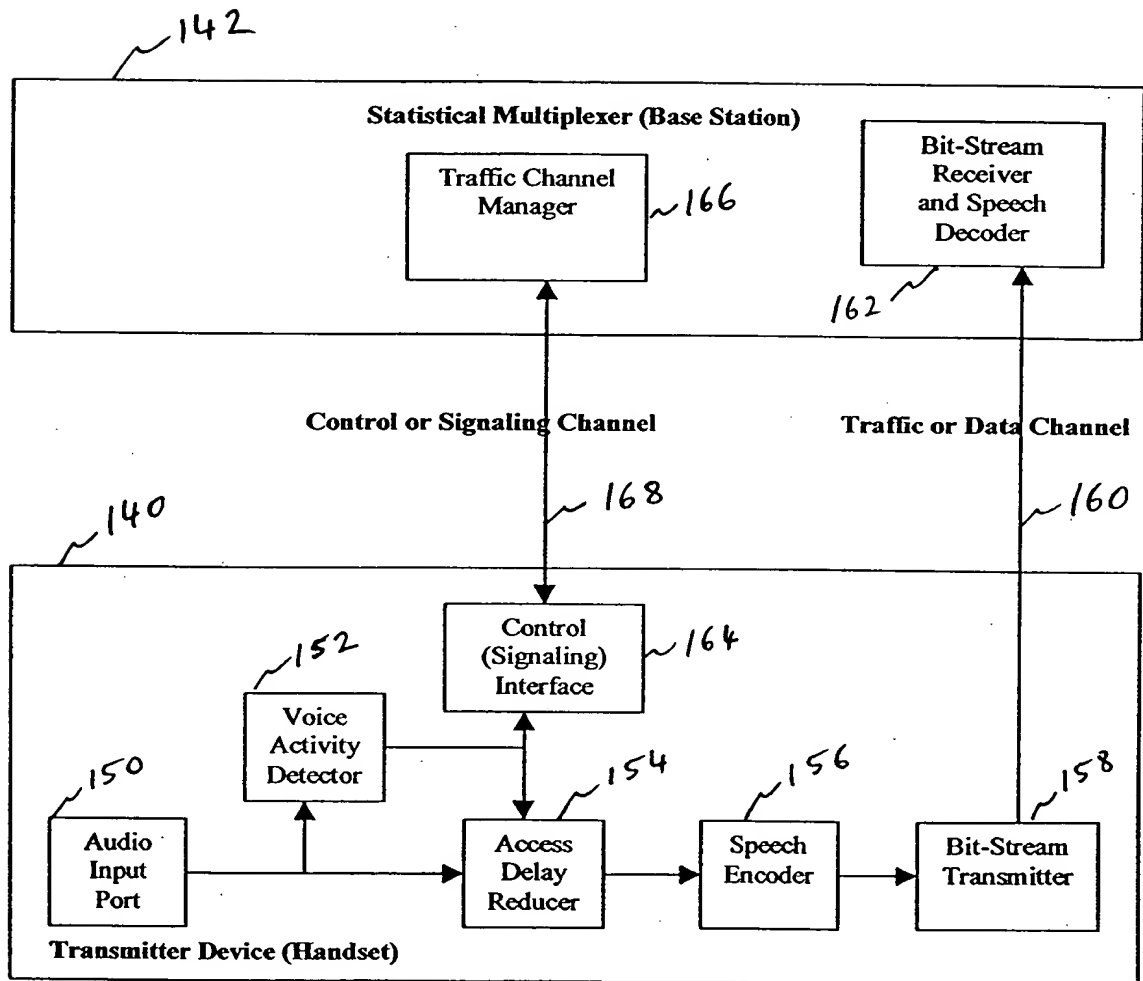 142
Statistical Multiplexer (Base Station)
Traffic Channel
Manager
166
Bit-Stream
Receiver
and Speech
Decoder
162
Control or Signaling Channel
Traffic or Data Channel
168
160
140
Control
(Signaling)
Interface
164
152
Voice
Activity
Detector
150
Audio
Input
Port
154
Access
Delay
Reducer
156
Speech
Encoder
158
Bit-Stream
Transmitter
Transmitter Device (Handset)